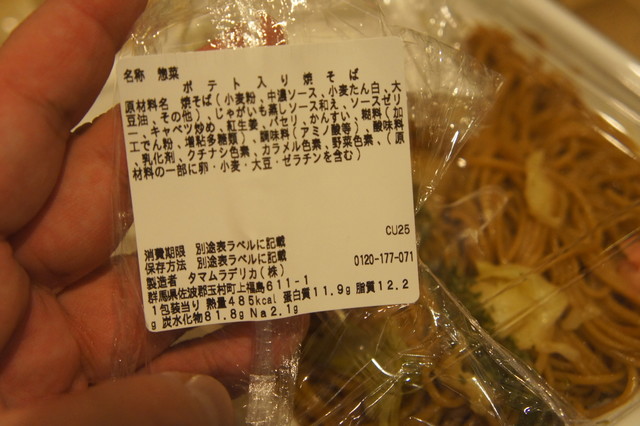 名称 惣菜
ポテト入り焼そば
原材料名 焼そば(小麦粉、中濃ソース、小麦たん白、大
豆油、その他)、じゃがいも蒸しソース和え、ソースゼリ
ー、キャベツ炒め、紅生姜、パセリ、かんすい、糊料(加
工でん粉、増粘多糖類)、調味料(アミノ酸等)、酸味料
、乳化剤、クチナシ色素、カラメル色素、野菜色素、(原
材料の一部に卵・小麦・大豆・ゼラチンを含む)
CU25
消費期限 別途表ラベルに記載
保存方法 別途表ラベルに記載 0120-177-071
製造者 タマムラデリカ(株)
群馬県佐波郡玉村町上福島611-1
1包装当り 熱量485kcal 蛋白質11.9g 脂質12.2
g 炭水化物81.8g Na2.1g